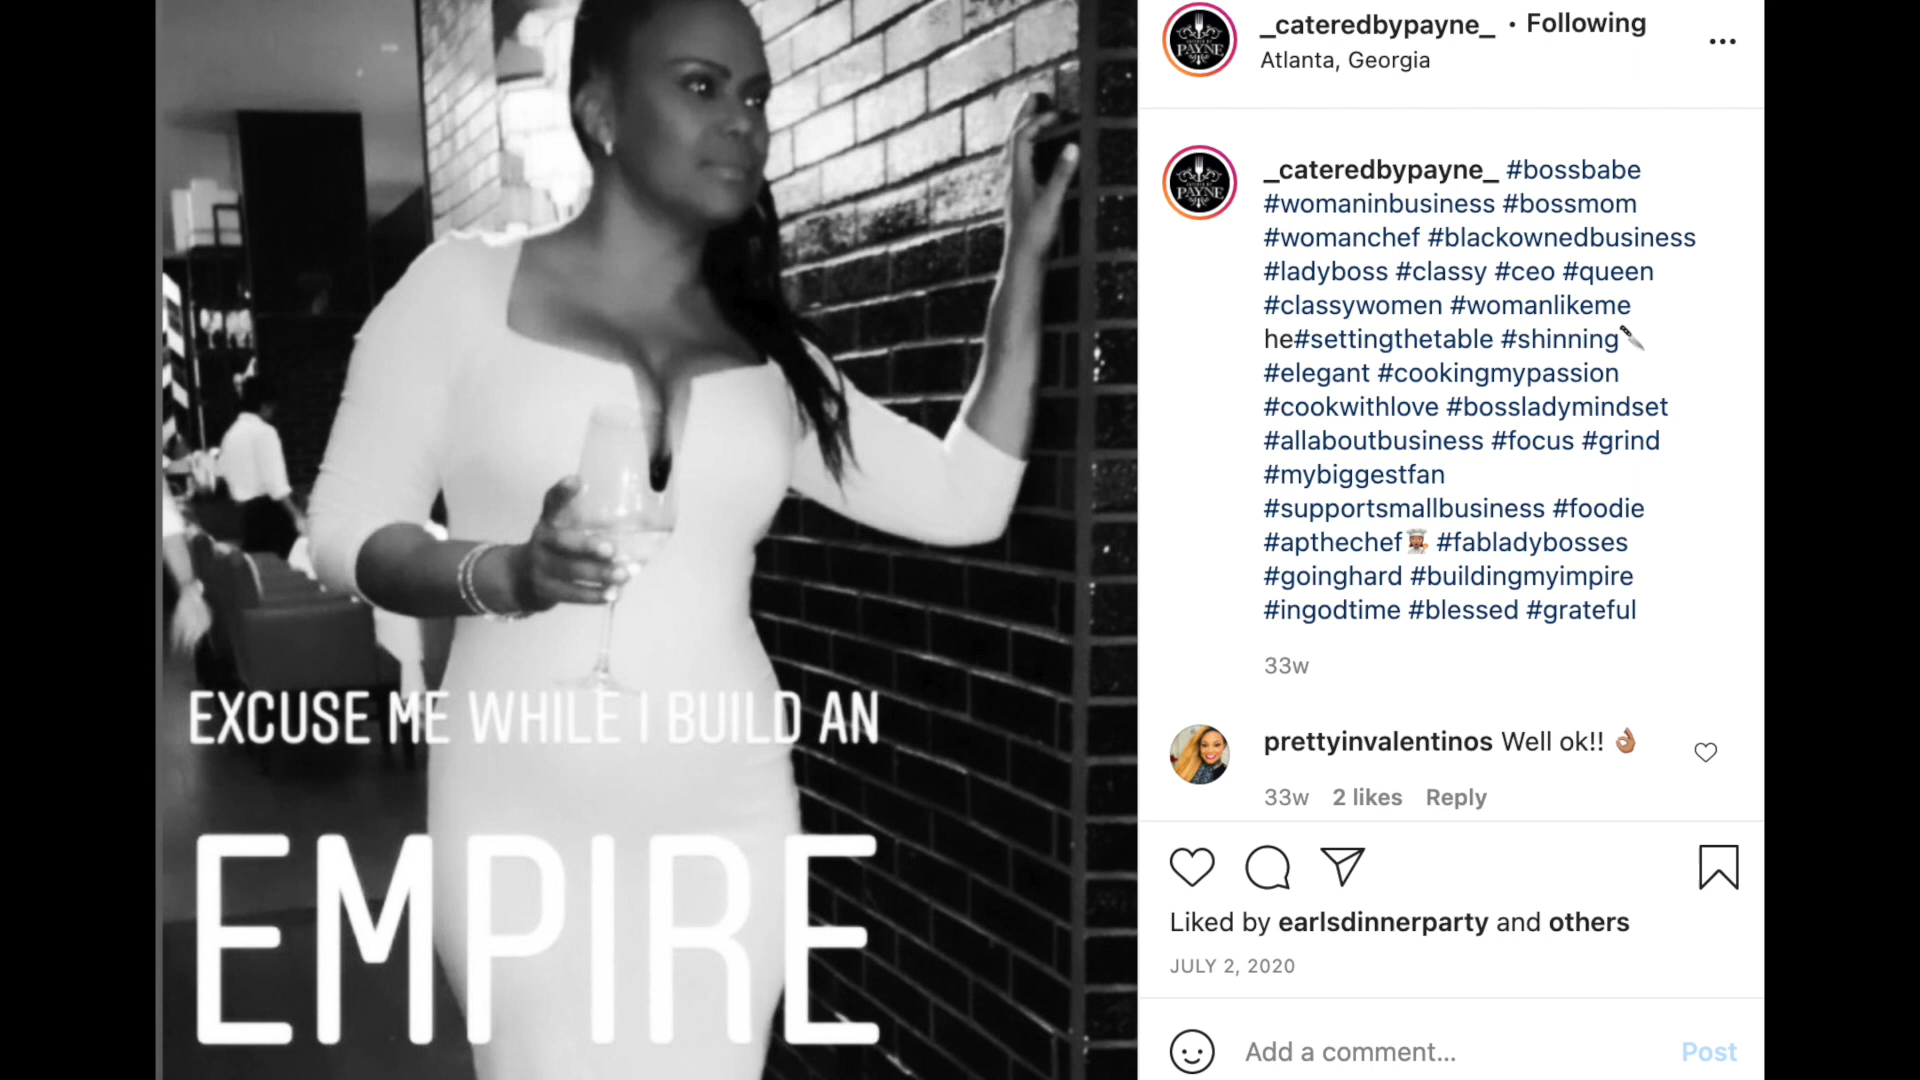 EXCUSE ME WHILE I BUILD AN
EMPIRE
PAYNE
_cateredbypayne_ • Following
Atlanta, Georgia
PAYNE
_cateredbypayne_ #bossbabe
#womaninbusiness #bossmom
#womanchef #blackownedbusiness
#ladyboss #classy #ceo #queen
#classywomen #womanlikeme
he#settingthetable #shinning🔪
#elegant #cookingmypassion
#cookwithlove #bossladymindset
#allaboutbusiness #focus #grind
#mybiggestfan
#supportsmallbusiness #foodie
#apthechef👩🏽‍🍳 #fabladybosses
#goinghard #buildingmyimpire
#ingodtime #blessed #grateful
33w
prettyinvalentinos Well ok!! 👌🏽
33w 2 likes Reply
Liked by earlsdinnerparty and others
JULY 2, 2020
Add a comment... Post